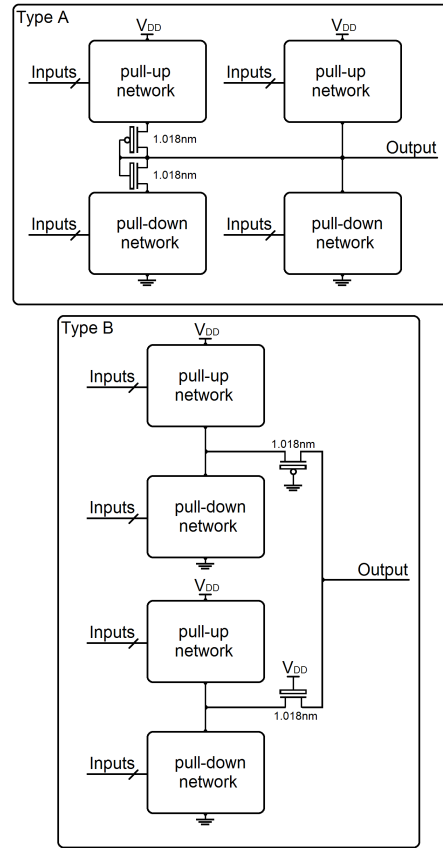 Type A
VDD
VDD
Inputs
pull-up
network
Inputs
pull-up
network
1.018nm
Output
1.018nm
Inputs
pull-down
network
Inputs
pull-down
network
Type B
VDD
Inputs
pull-up
network
1.018nm
Inputs
pull-down
network
Output
VDD
Inputs
pull-up
network
VDD
1.018nm
Inputs
pull-down
network